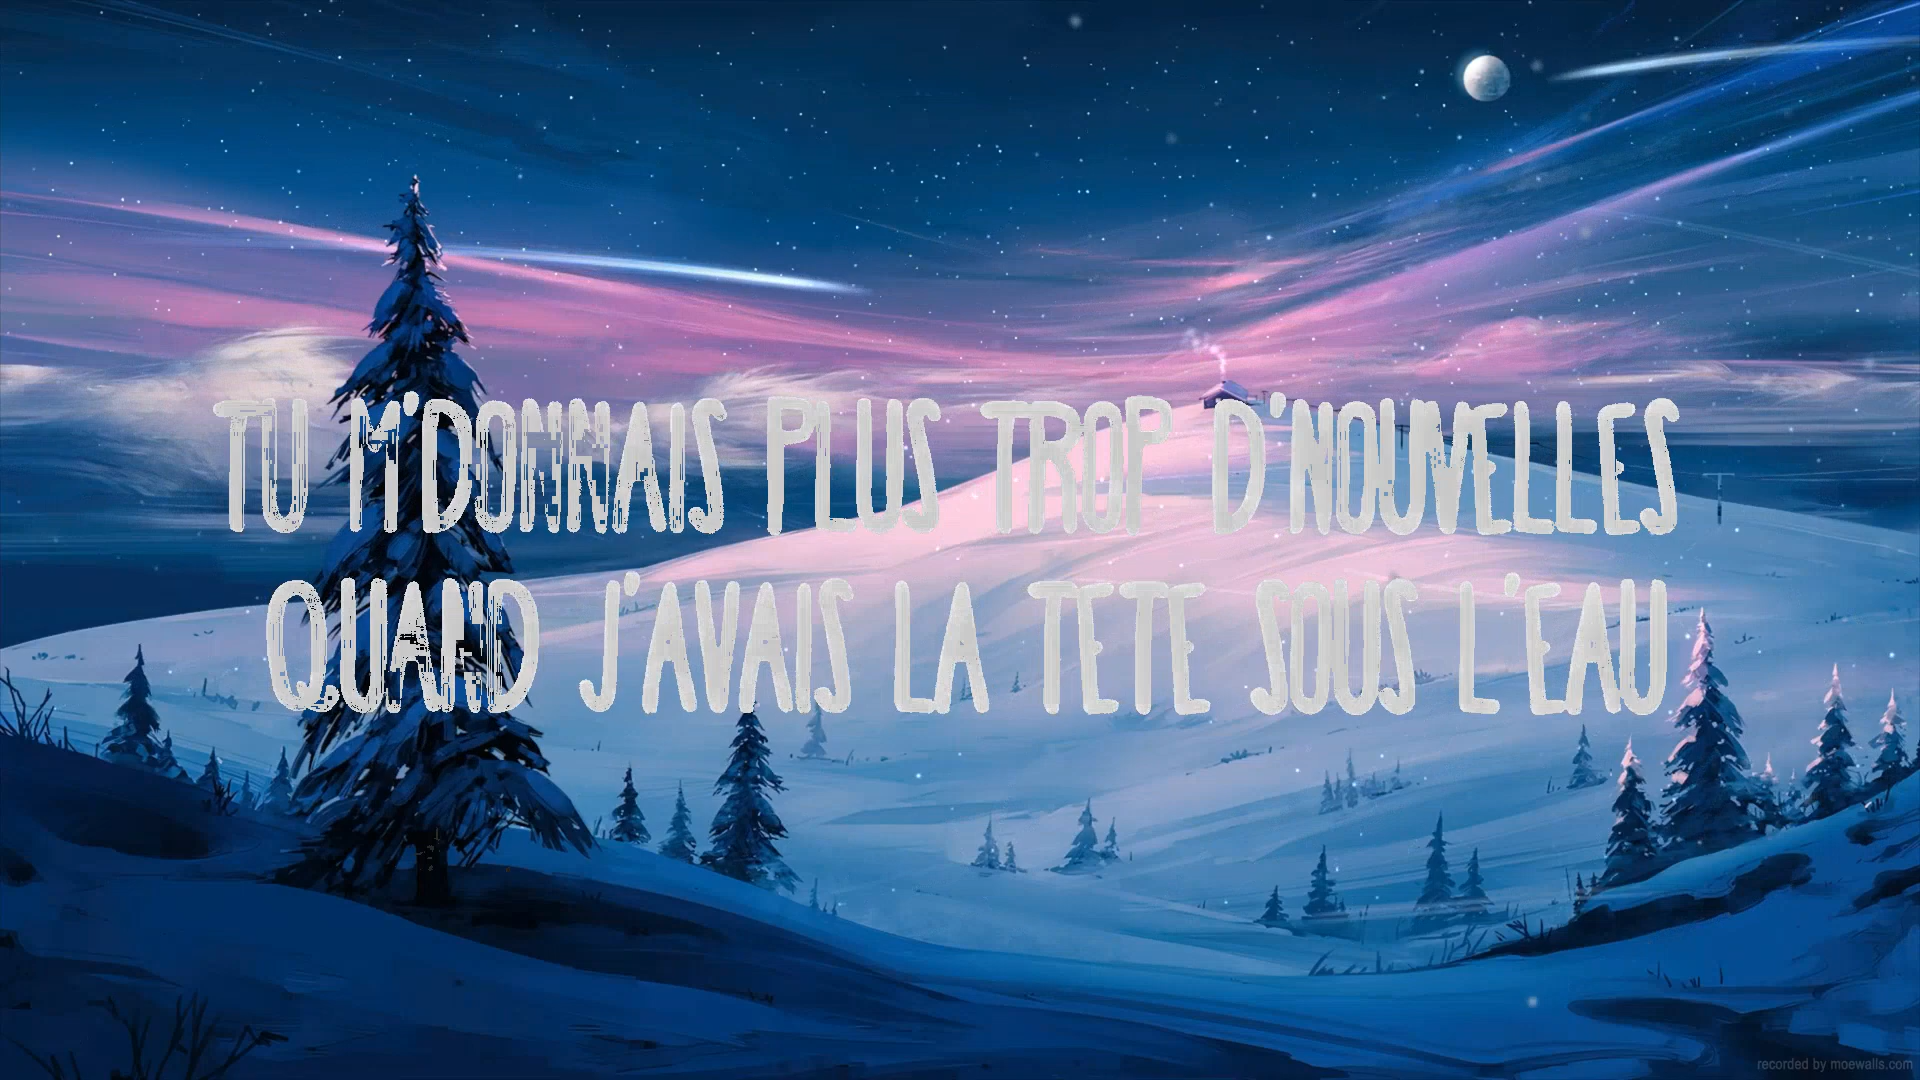 TU M'DONNAIS PLUS TROP D'NOUVELLES
QUAND J'AVAIS LA TETE SOUS L'EAU
recorded by moewalls.com